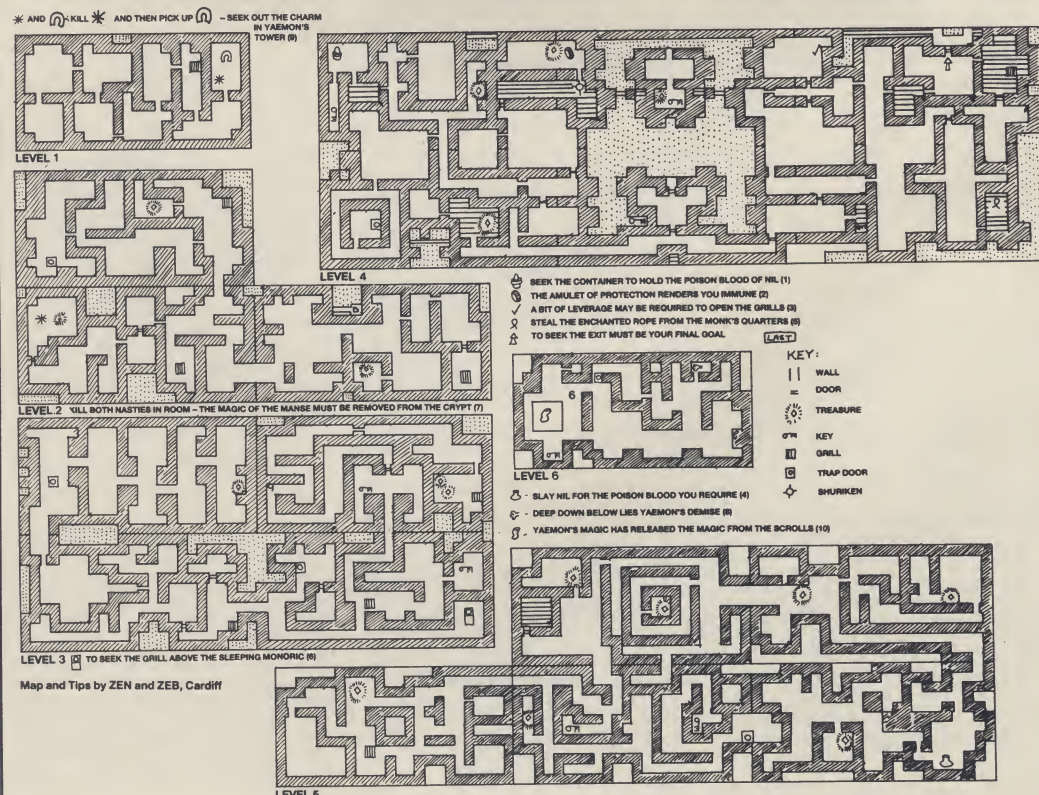 ✳ AND ∩: KILL ✳ AND THEN PICK UP ∩ – SEEK OUT THE CHARM
IN YAEMON'S
TOWER (9)
LEVEL 1
LEVEL 4
SEEK THE CONTAINER TO HOLD THE POISON BLOOD OF NIL (1)
THE AMULET OF PROTECTION RENDERS YOU IMMUNE (2)
✓ A BIT OF LEVERAGE MAY BE REQUIRED TO OPEN THE GRILLS (3)
STEAL THE ENCHANTED ROPE FROM THE MONK'S QUARTERS (5)
TO SEEK THE EXIT MUST BE YOUR FINAL GOAL
LAST
KEY:
WALL
DOOR
TREASURE
KEY
GRILL
TRAP DOOR
SHURIKEN
LEVEL.2 KILL BOTH NASTIES IN ROOM – THE MAGIC OF THE MANSE MUST BE REMOVED FROM THE CRYPT (7)
6
LEVEL 6
- SLAY NIL FOR THE POISON BLOOD YOU REQUIRE (4)
- DEEP DOWN BELOW LIES YAEMON'S DEMISE (8)
- YAEMON'S MAGIC HAS RELEASED THE MAGIC FROM THE SCROLLS (10)
LEVEL 3 TO SEEK THE GRILL ABOVE THE SLEEPING MONORIC (6)
Map and Tips by ZEN and ZEB, Cardiff
LEVEL 5